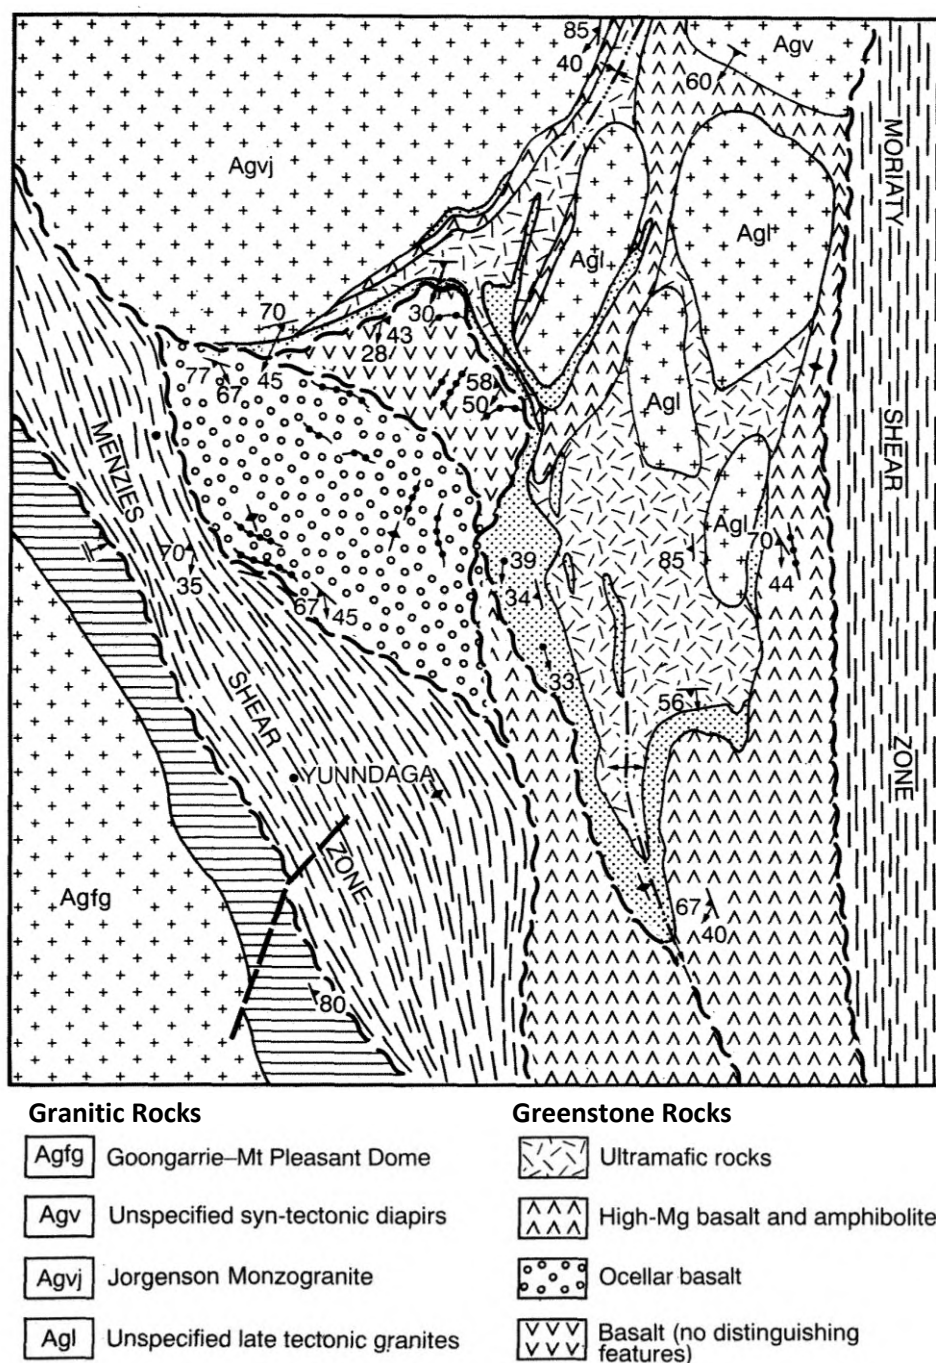 85
40
Agv
60
MORIATY
Agvj
Agl
Agl
70
30
43
28
77
67
45
58
50
Agl
MENZIES
SHEAR
Agl
70
35
39
34
85
70
44
67
45
33
56
SHEAR
YUNNDAGA
ZONE
ZONE
Agfg
67
40
80
Granitic Rocks
Agfg Goongarrie–Mt Pleasant Dome
Agv Unspecified syn-tectonic diapirs
Agvj Jorgenson Monzogranite
Agl Unspecified late tectonic granites
Greenstone Rocks
Ultramafic rocks
High-Mg basalt and amphibolite
Ocellar basalt
Basalt (no distinguishing
features)